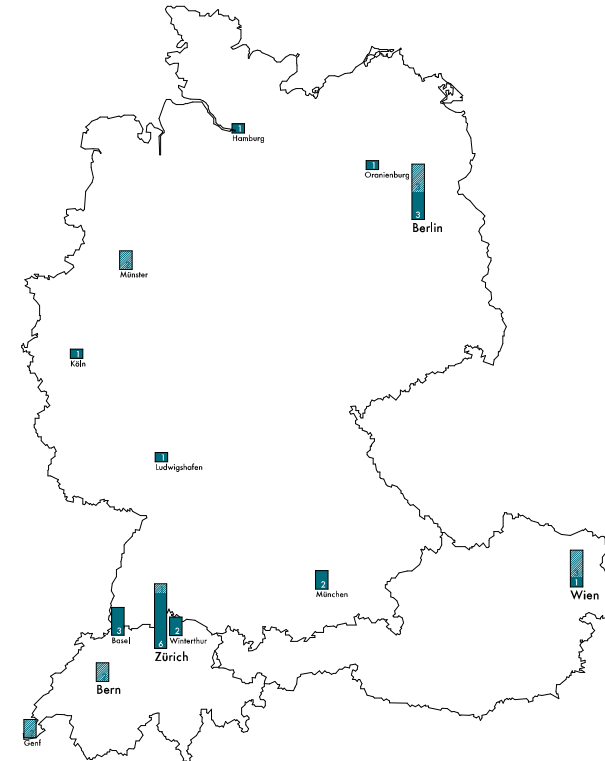 1
Hamburg
1
Oranienburg
3
Berlin
Münster
1
Köln
1
Ludwigshafen
2
München
1
Wien
3
Basel
6
Zürich
2
Winterthur
Bern
Genf